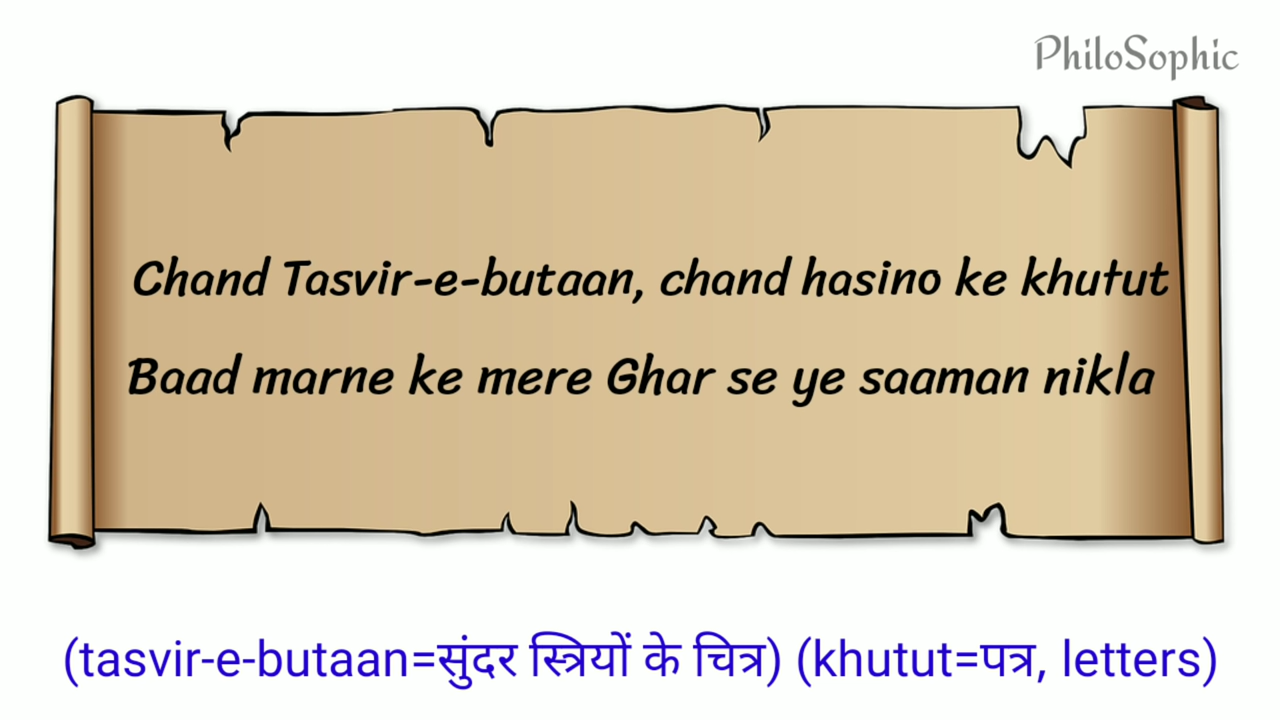 PhiloSophic
Chand Tasvir-e-butaan, chand hasino ke khutut
Baad marne ke mere Ghar se ye saaman nikla
(tasvir-e-butaan=सुंदर स्त्रियों के चित्र) (khutut=पत्र, letters)